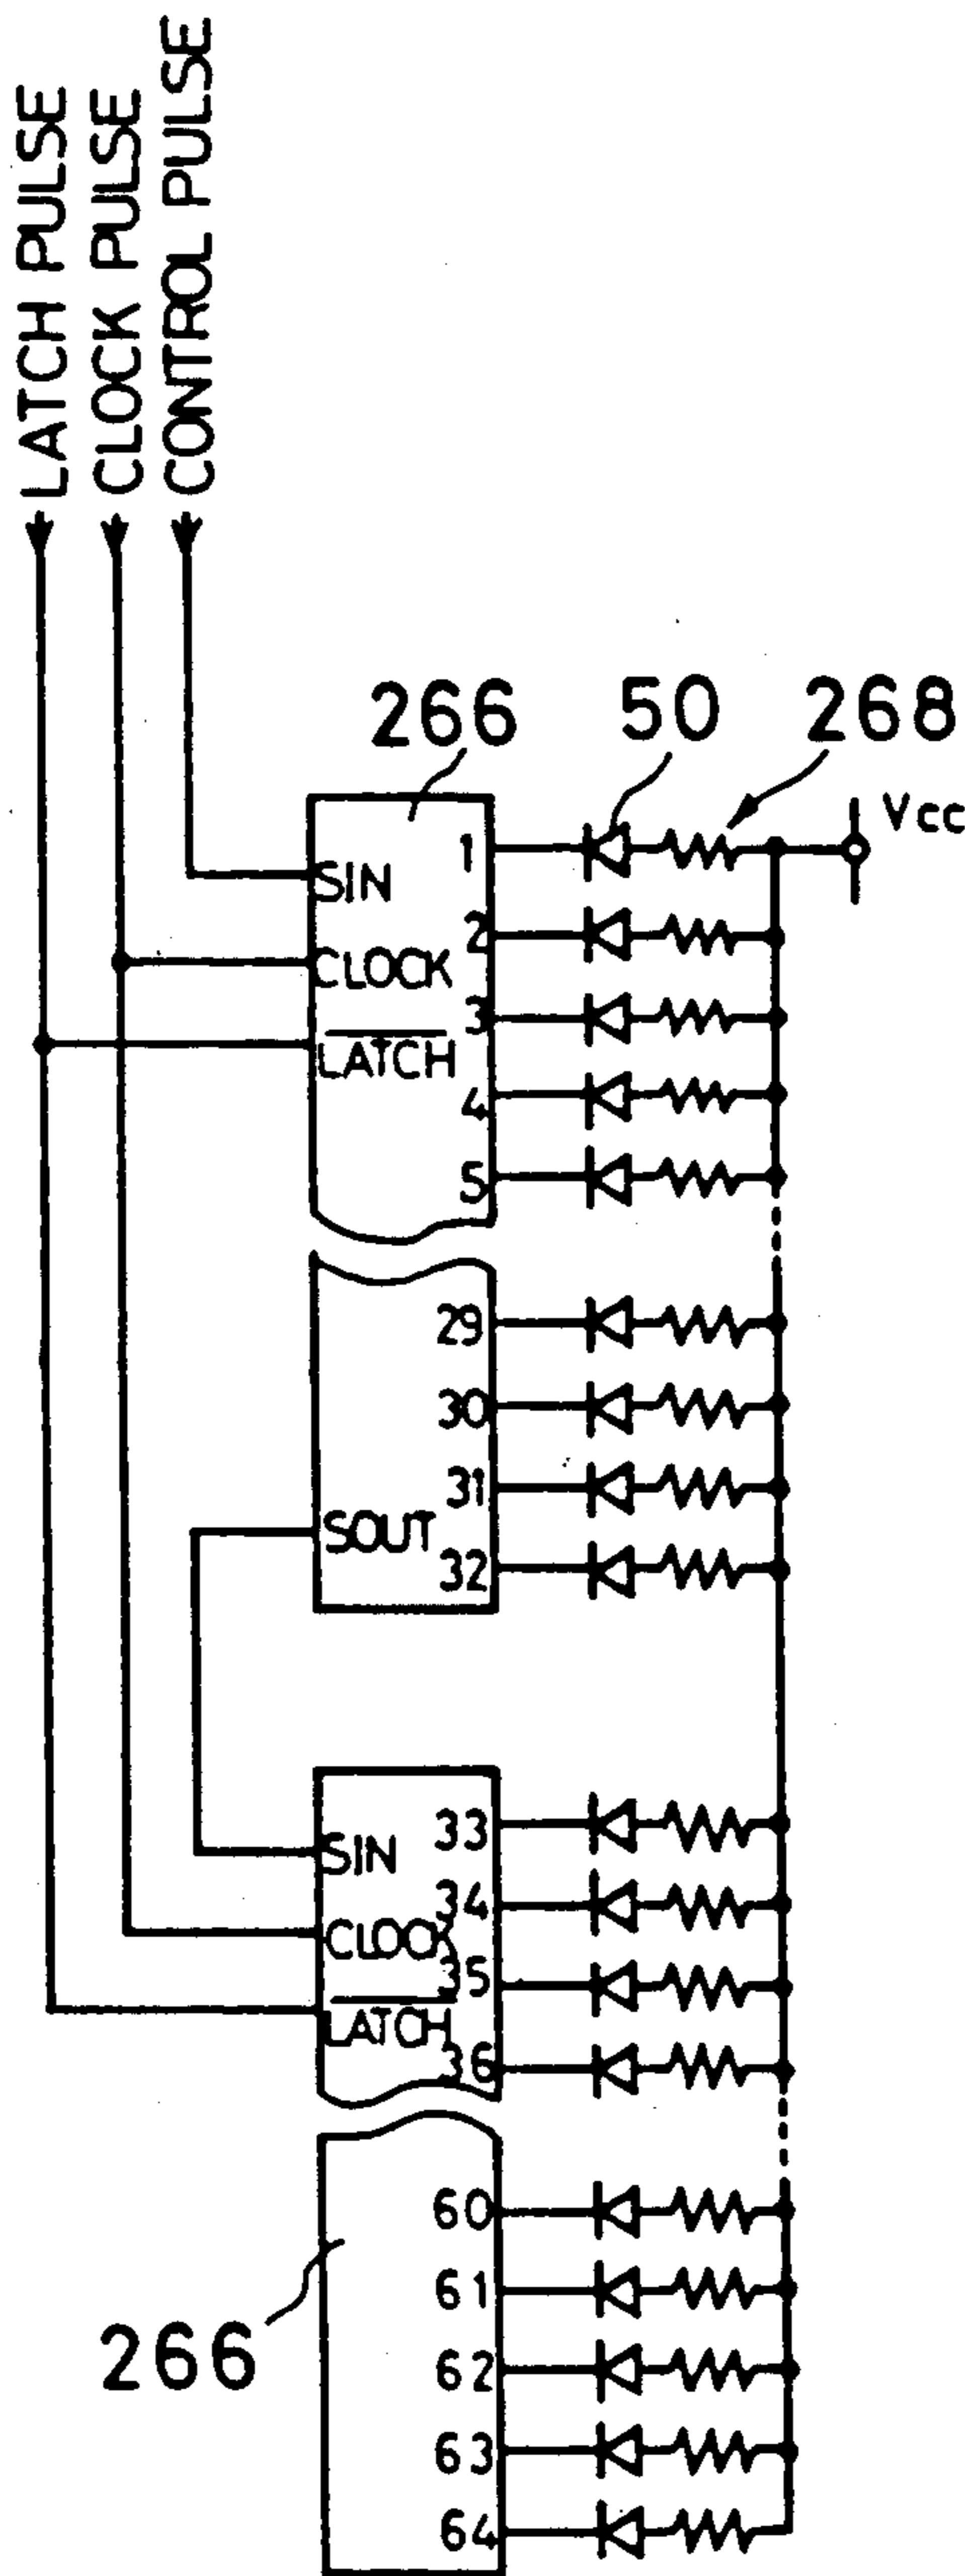 LATCH PULSE
CLOCK PULSE
CONTROL PULSE
266
50
268
Vcc
1
SIN
2
CLOCK
3
LATCH
4
5
29
30
31
SOUT
32
33
SIN
34
CLOCK
35
LATCH
36
60
61
266
62
63
64